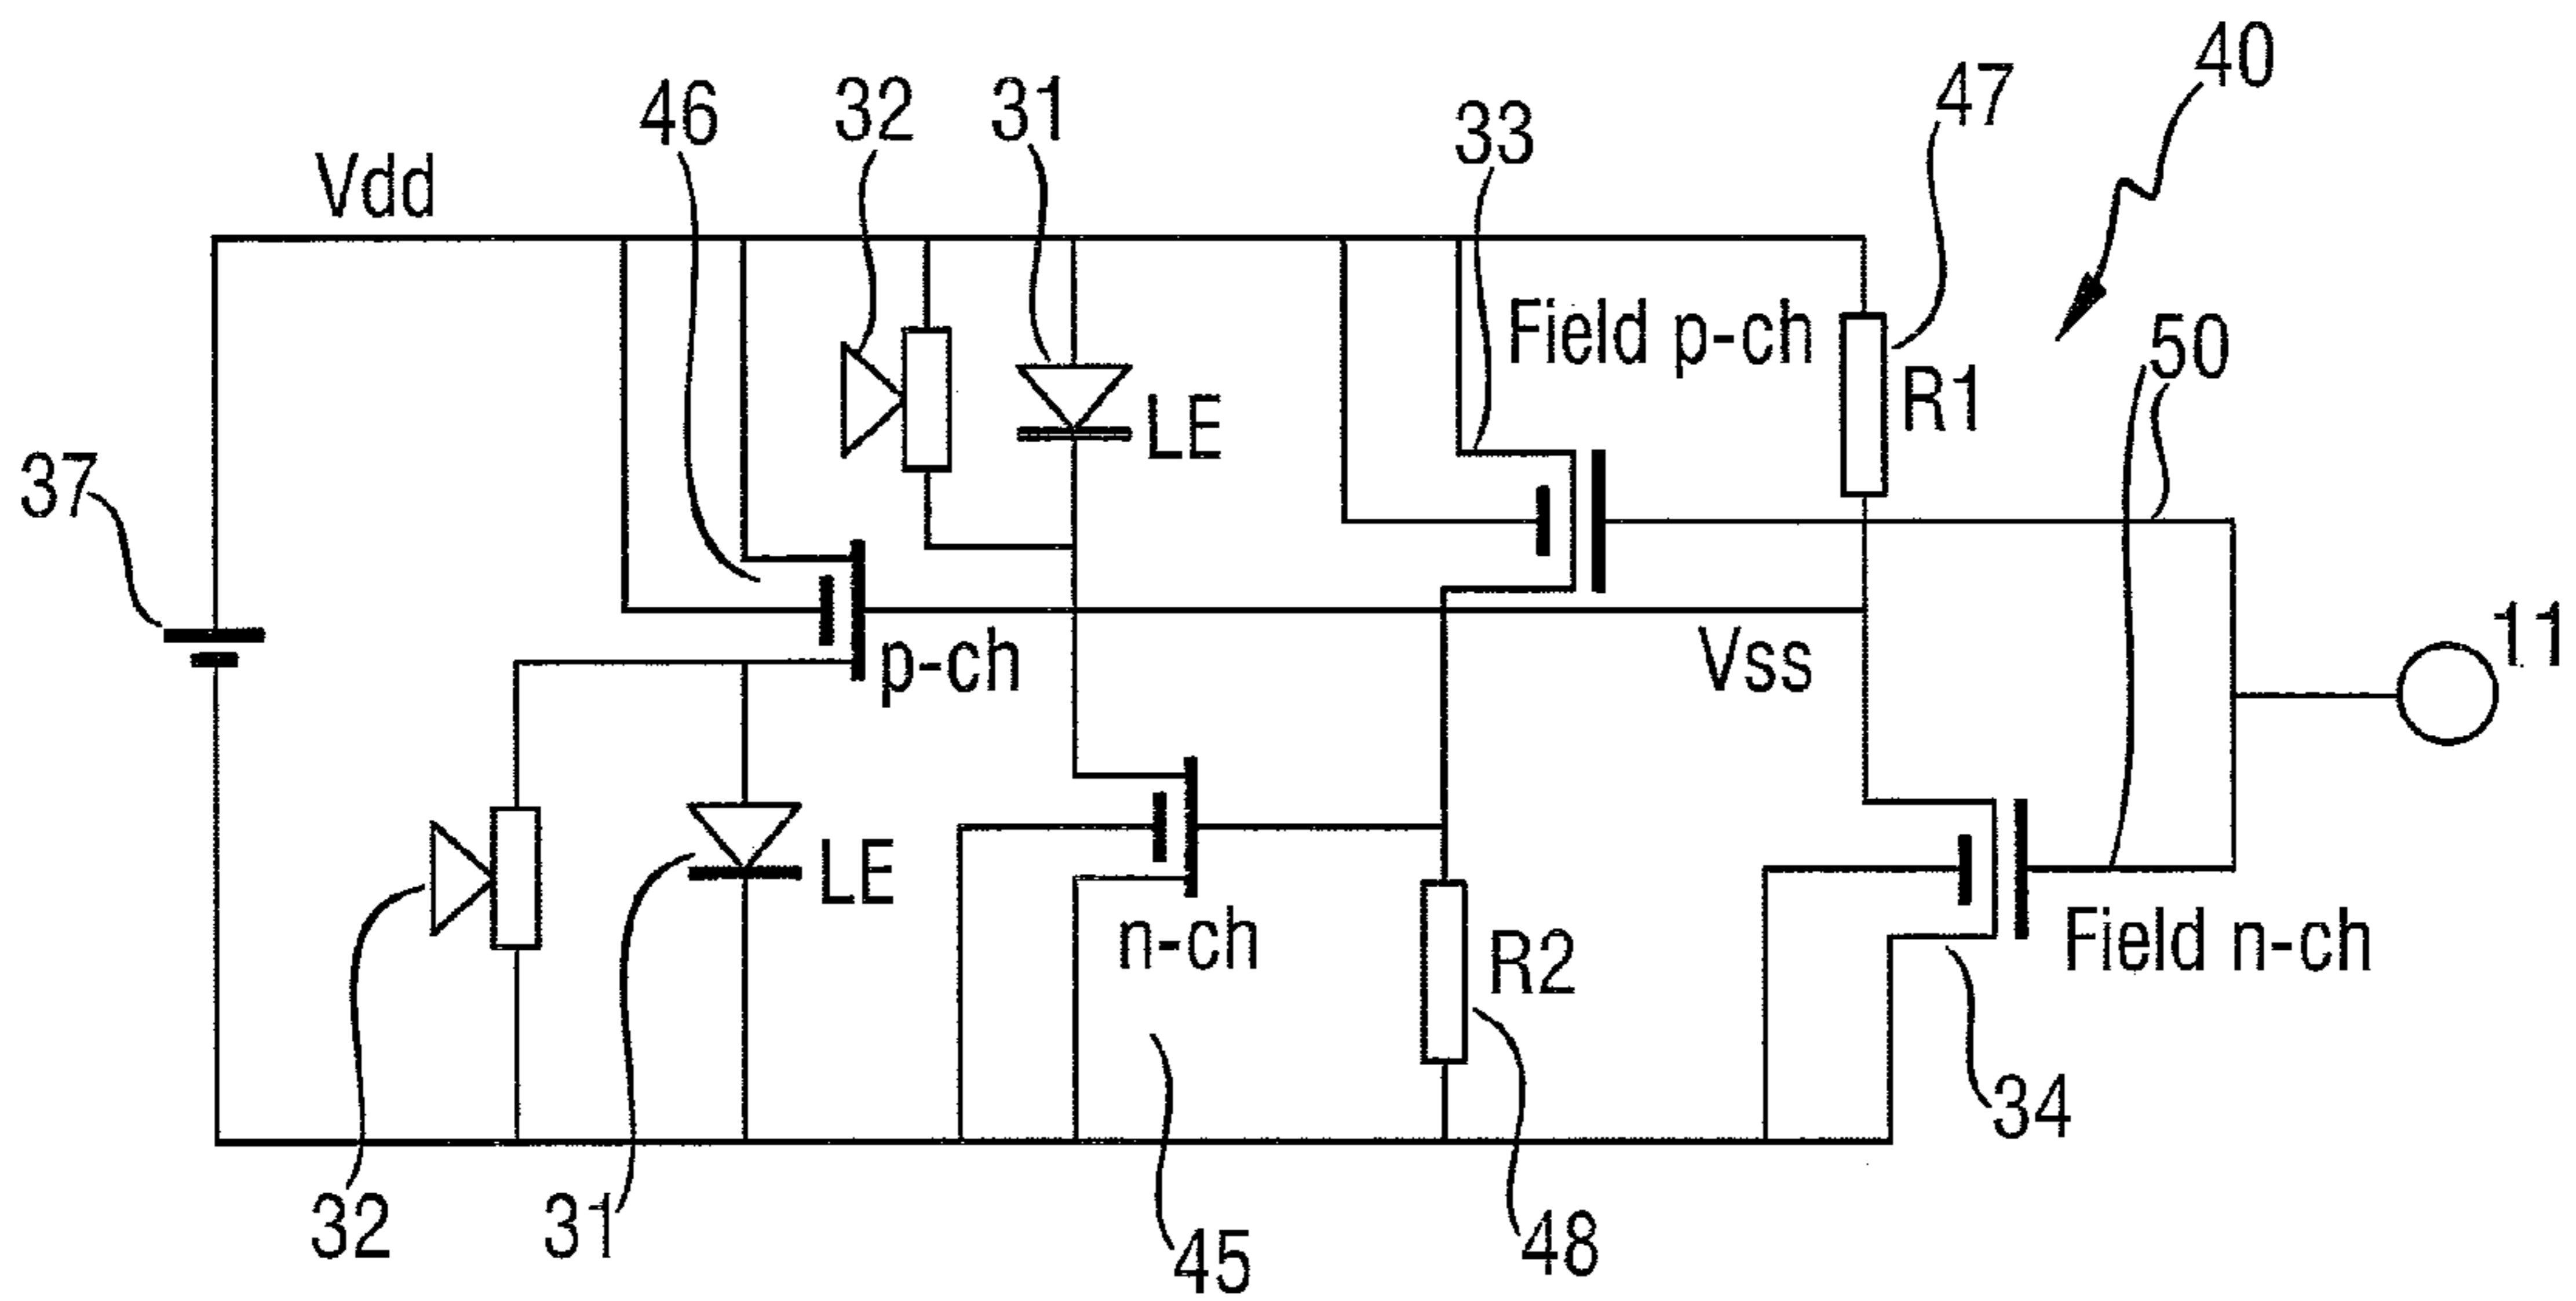 40
47
46
32
31
33
Vdd
Field p-ch
50
R1
LE
37
11
p-ch
Vss
LE
n-ch
R2
Field n-ch
34
32
31
45
48